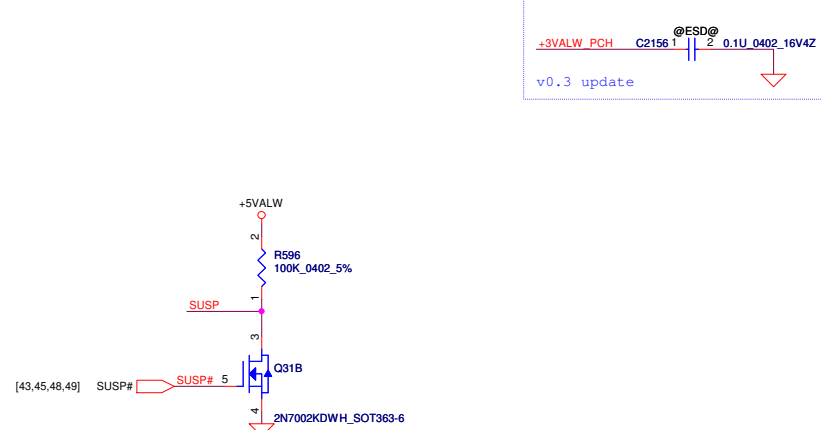 @ESD@
+3VALW_PCH C2156 1 2 0.1U_0402_16V4Z
v0.3 update
+5VALW
2
R596
100K_0402_5%
1
SUSP
3
Q31B
[43,45,48,49] SUSP# SUSP# 5
4
2N7002KDWH_SOT363-6